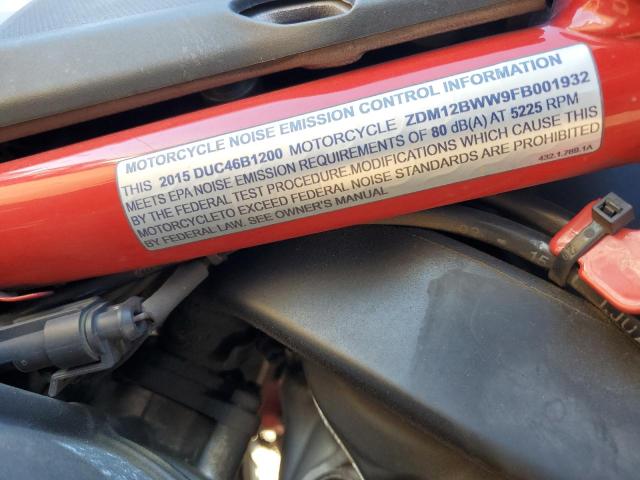 MOTORCYCLE NOISE EMISSION CONTROL INFORMATION
THIS 2015 DUC46B1200 MOTORCYCLE ZDM12BWW9FB001932
MEETS EPA NOISE EMISSION REQUIREMENTS OF 80 dB(A) AT 5225 RPM
BY THE FEDERAL TEST PROCEDURE.MODIFICATIONS WHICH CAUSE THIS
MOTORCYCLETO EXCEED FEDERAL NOISE STANDARDS ARE PROHIBITED
BY FEDERAL LAW. SEE OWNER'S MANUAL
432.1.789.1A